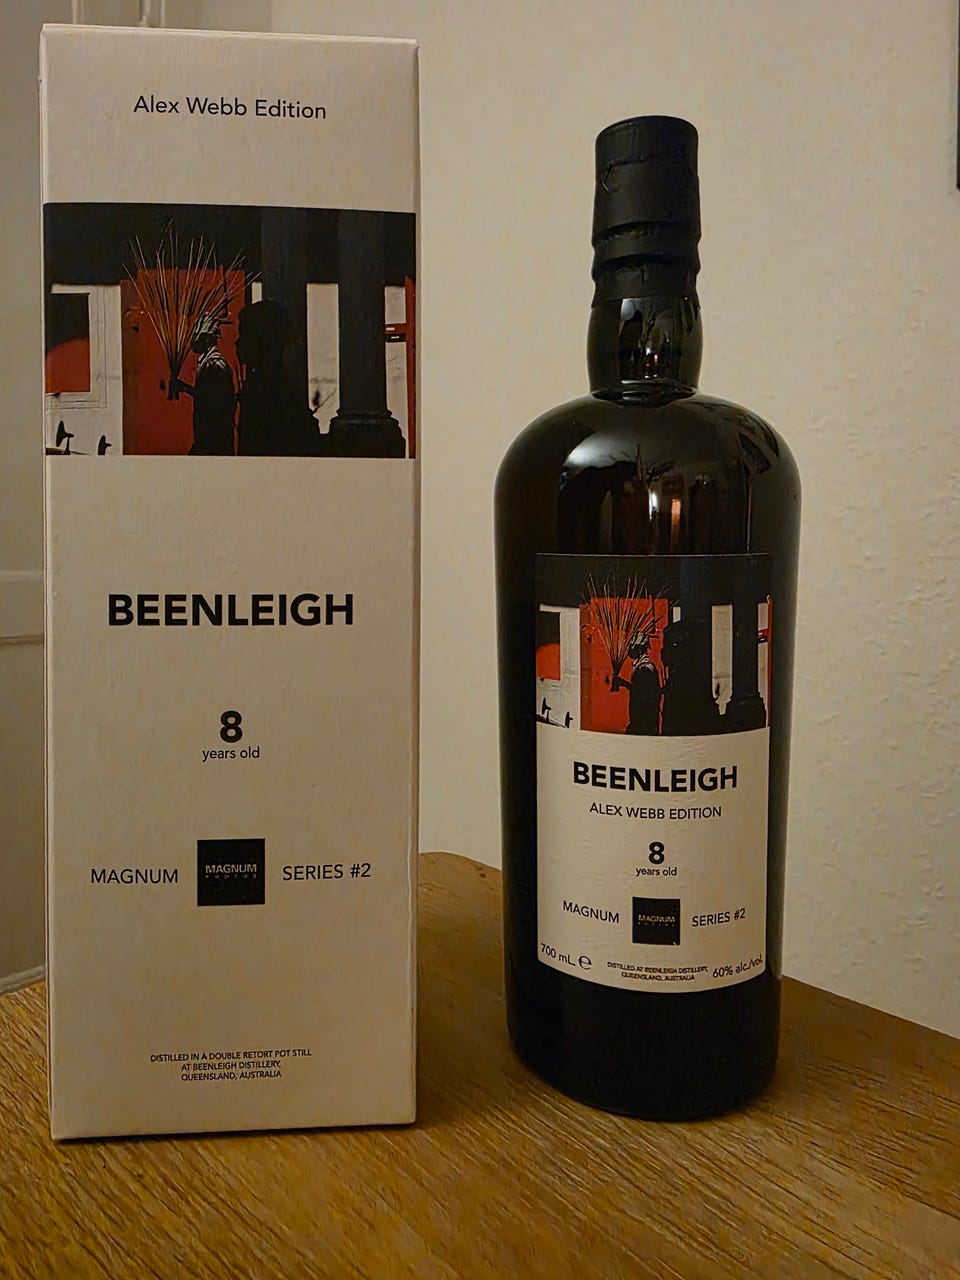 Alex Webb Edition
BEENLEIGH
8
years old
MAGNUM
MAGNUM
PHOTOS
SERIES #2
DISTILLED IN A DOUBLE RETORT POT STILL
AT BEENLEIGH DISTILLERY,
QUEENSLAND, AUSTRALIA
BEENLEIGH
ALEX WEBB EDITION
8
years old
MAGNUM
MAGNUM
PHOTOS
SERIES #2
700 mL ℮
DISTILLED AT BEENLEIGH DISTILLERY,
QUEENSLAND, AUSTRALIA
60% alc./vol.